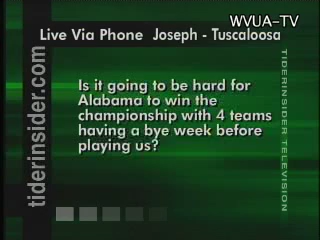 WVUA-TV
Live Via Phone Joseph - Tuscaloosa
Is it going to be hard for
Alabama to win the
championship with 4 teams
having a bye week before
playing us?
tiderinsider.com
TIDERINSIDER TELEVISION